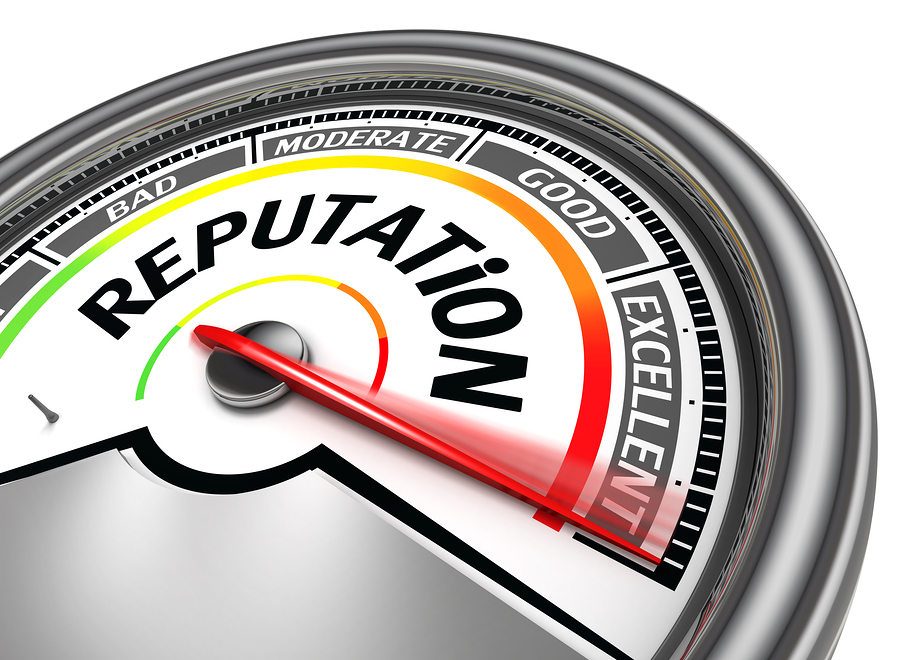 BAD
MODERATE
GOOD
EXCELLENT
REPUTATiON